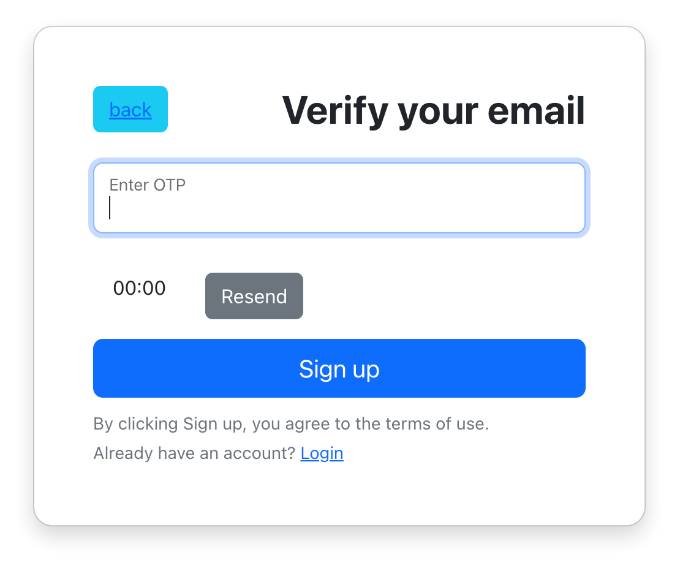 back
Verify your email
Enter OTP
00:00
Resend
Sign up
By clicking Sign up, you agree to the terms of use.
Already have an account? Login